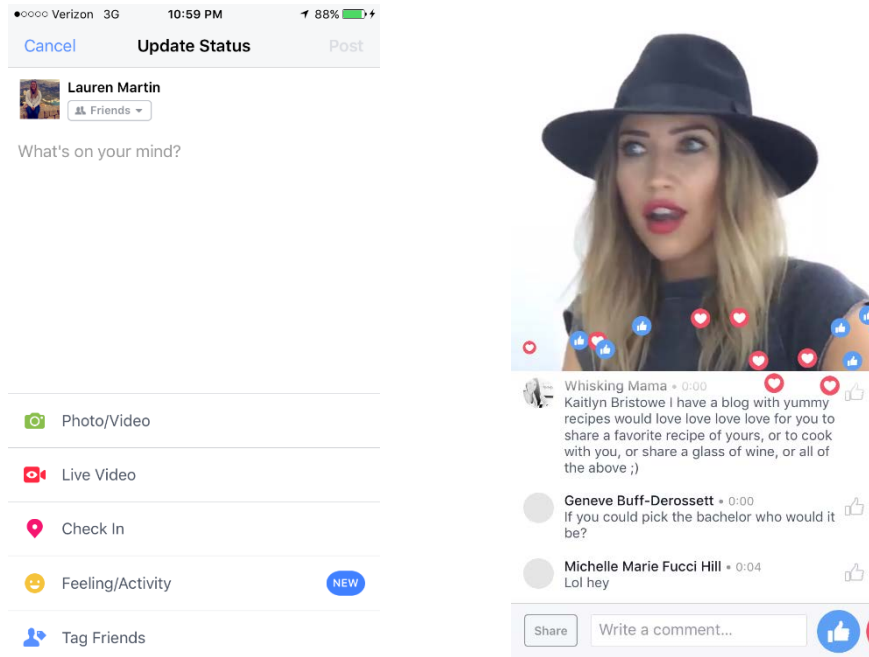 ●○○○○ Verizon 3G 10:59 PM 88%
Cancel Update Status Post
Lauren Martin
Friends
What's on your mind?
Photo/Video
Live Video
Check In
Feeling/Activity NEW
Tag Friends
Whisking Mama • 0:00
Kaitlyn Bristowe I have a blog with yummy
recipes would love love love love for you to
share a favorite recipe of yours, or to cook
with you, or share a glass of wine, or all of
the above ;)
Geneve Buff-Derossett • 0:00
If you could pick the bachelor who would it
be?
Michelle Marie Fucci Hill • 0:04
Lol hey
Share Write a comment...